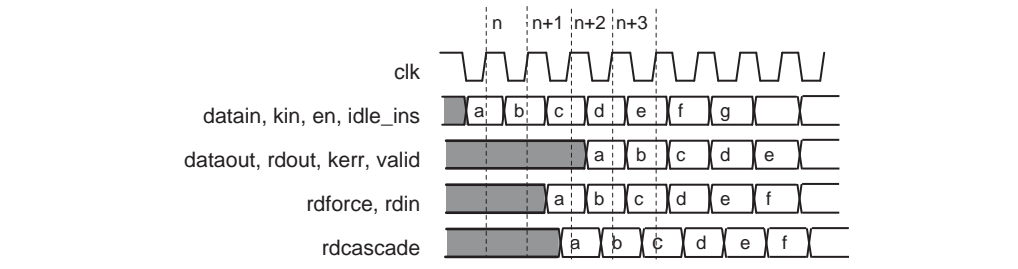 n n+1 n+2 n+3
clk
datain, kin, en, idle_ins a b c d e f g
dataout, rdout, kerr, valid a b c d e
rdforce, rdin a b c d e f
rdcascade a b c d e f